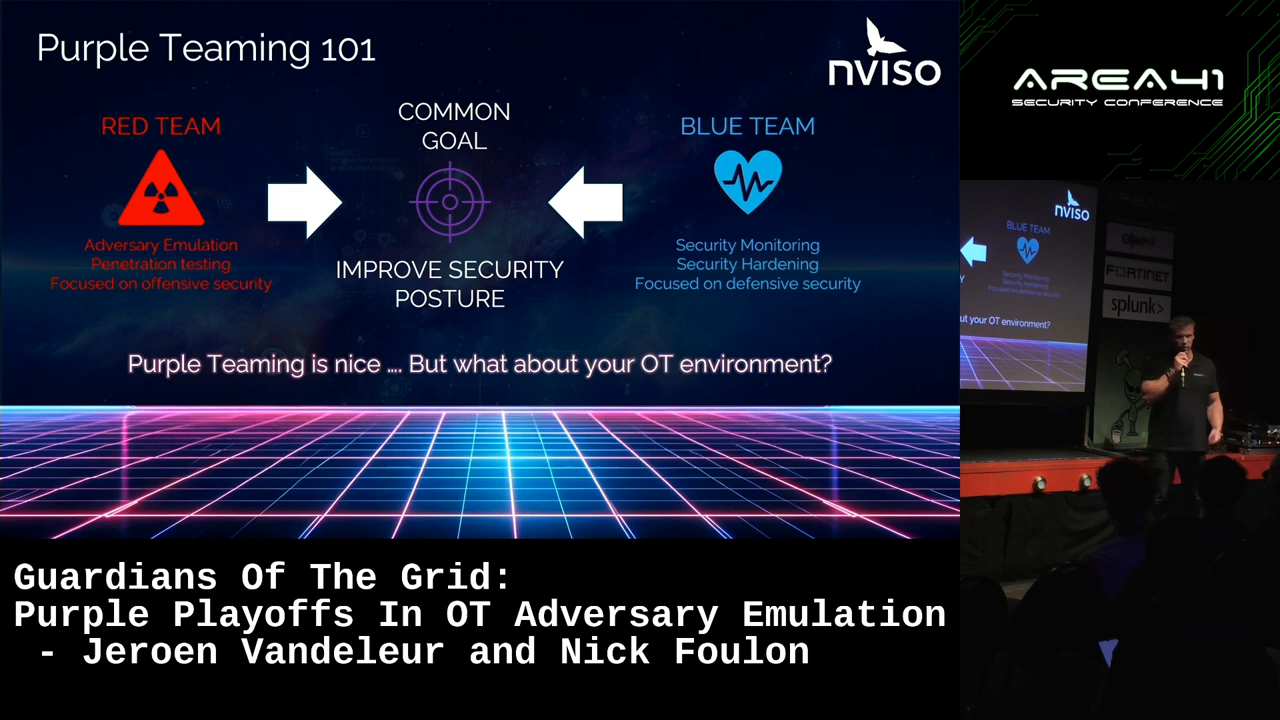 Purple Teaming 101
nviso
RED TEAM
Adversary Emulation
Penetration testing
Focused on offensive security
COMMON
GOAL
IMPROVE SECURITY
POSTURE
BLUE TEAM
Security Monitoring
Security Hardening
Focused on defensive security
Purple Teaming is nice .... But what about your OT environment?
AREA41
SECURITY CONFERENCE
nviso
BLUE TEAM
Security Monitoring
Security Hardening
Focused on defensive security
ut your OT environment?
FORTINET
splunk>
Guardians Of The Grid:
Purple Playoffs In OT Adversary Emulation
- Jeroen Vandeleur and Nick Foulon